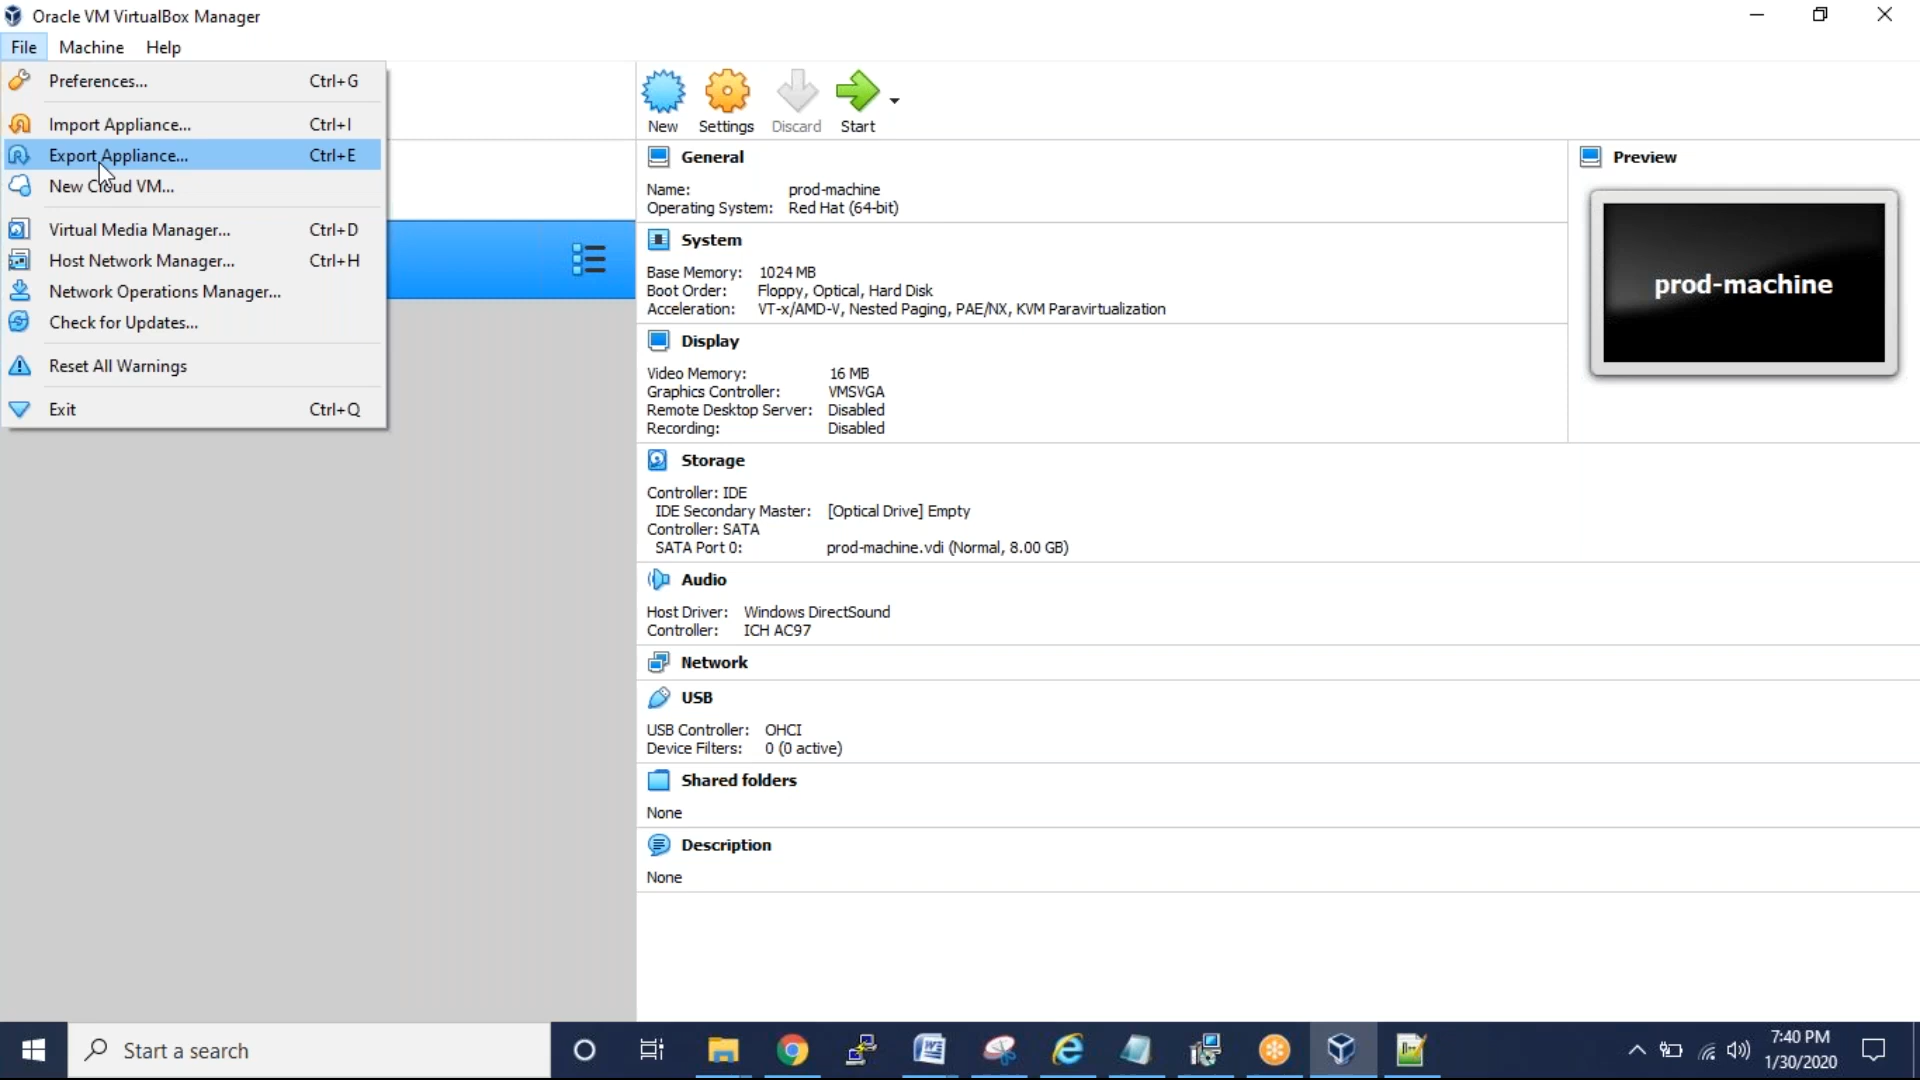 Oracle VM VirtualBox Manager
File Machine Help
Preferences... Ctrl+G
Import Appliance... Ctrl+I
Export Appliance... Ctrl+E
New Cloud VM...
Virtual Media Manager... Ctrl+D
Host Network Manager... Ctrl+H
Network Operations Manager...
Check for Updates...
Reset All Warnings
Exit Ctrl+Q
New Settings Discard Start
General
Name: prod-machine
Operating System: Red Hat (64-bit)
System
Base Memory: 1024 MB
Boot Order: Floppy, Optical, Hard Disk
Acceleration: VT-x/AMD-V, Nested Paging, PAE/NX, KVM Paravirtualization
Display
Video Memory: 16 MB
Graphics Controller: VMSVGA
Remote Desktop Server: Disabled
Recording: Disabled
Storage
Controller: IDE
IDE Secondary Master: [Optical Drive] Empty
Controller: SATA
SATA Port 0: prod-machine.vdi (Normal, 8.00 GB)
Audio
Host Driver: Windows DirectSound
Controller: ICH AC97
Network
USB
USB Controller: OHCI
Device Filters: 0 (0 active)
Shared folders
None
Description
None
Preview
prod-machine
Start a search
7:40 PM
1/30/2020